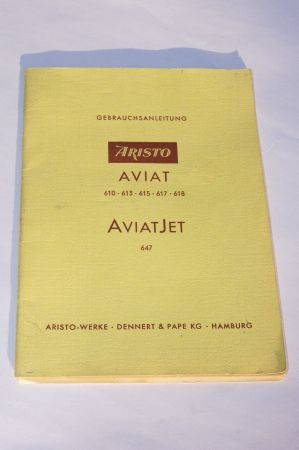 GEBRAUCHSANLEITUNG
ARISTO
AVIAT
610 · 613 · 615 · 617 · 618
AVIATJET
647
ARISTO-WERKE · DENNERT & PAPE KG · HAMBURG